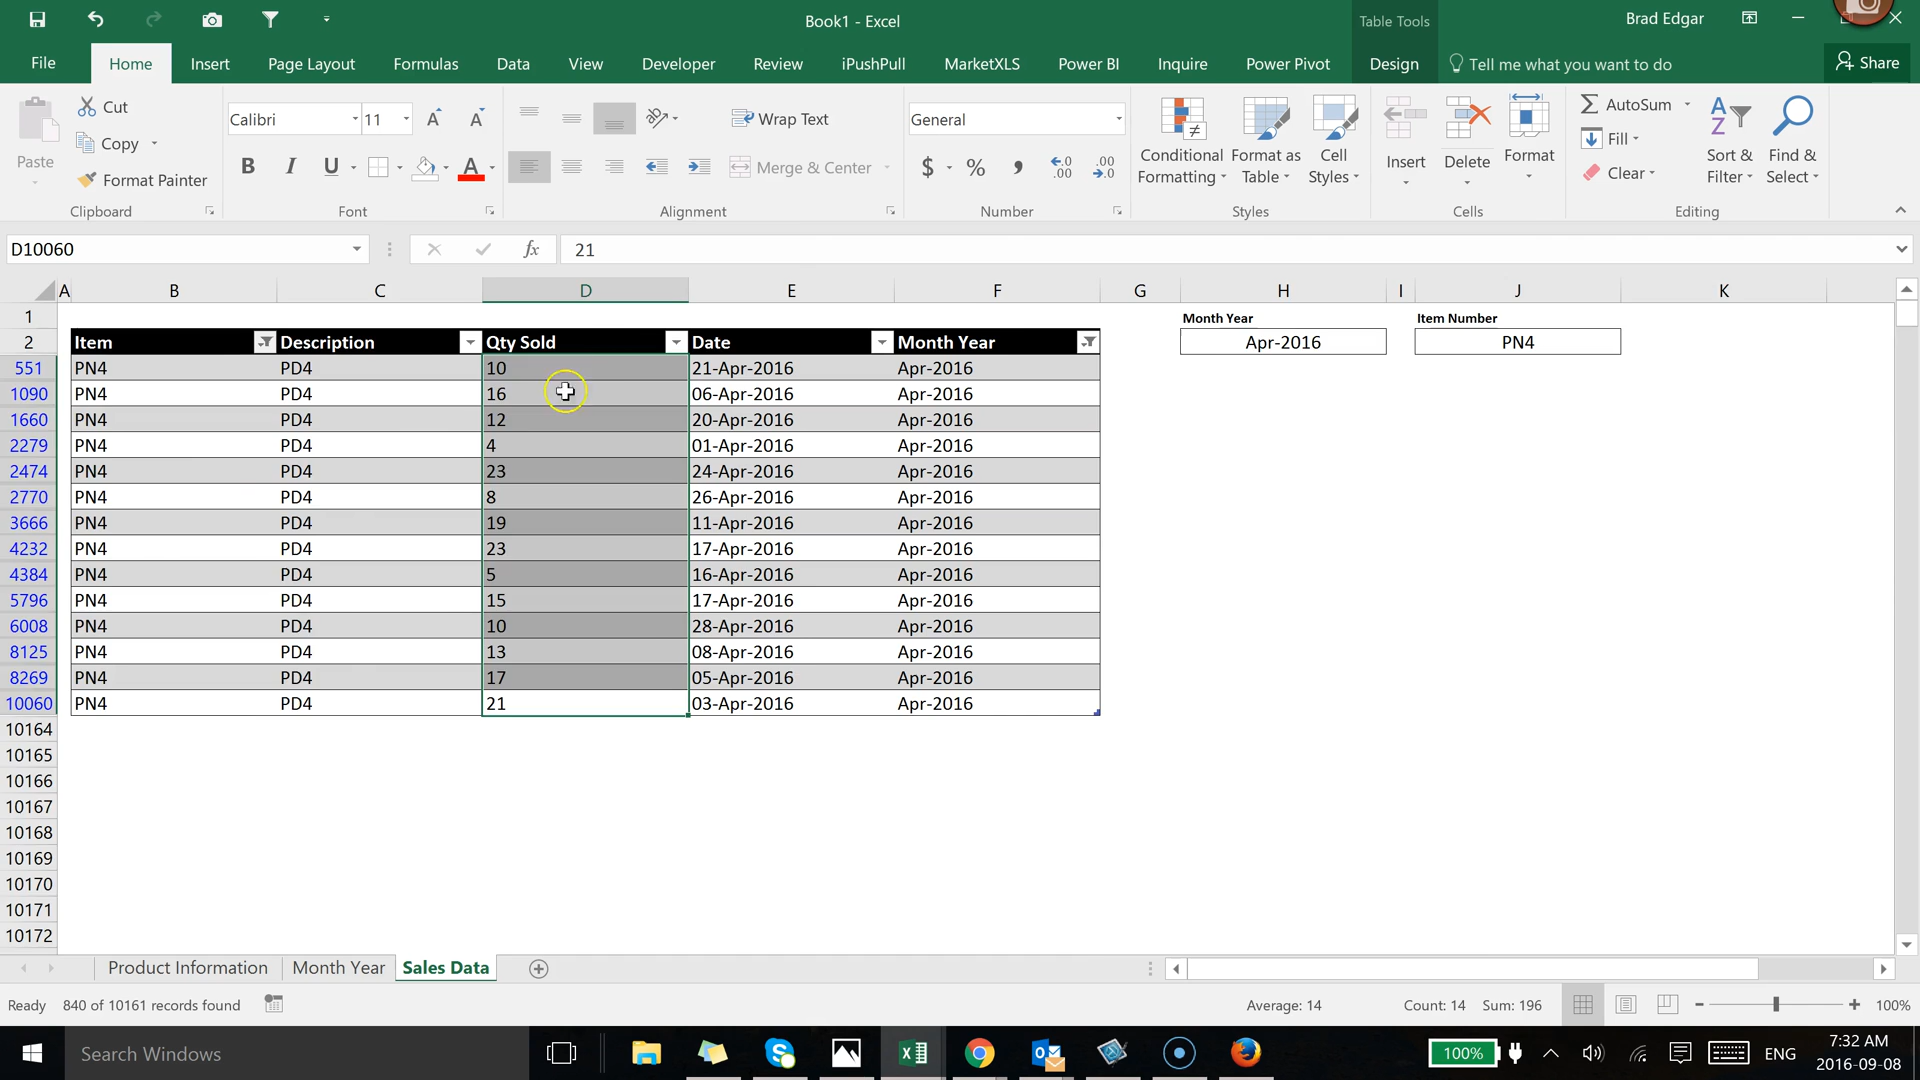 Book1 - Excel
Table Tools
Brad Edgar
File Home Insert Page Layout Formulas Data View Developer Review iPushPull MarketXLS Power BI Inquire Power Pivot Design Tell me what you want to do Share
Paste
Cut
Copy
Format Painter
Clipboard
Calibri 11
B I U A
Font
Wrap Text
Merge & Center
Alignment
General
$ % , .0 .00
Number
Conditional Formatting
Format as Table
Cell Styles
Styles
Insert Delete Format
Cells
AutoSum
Fill
Clear
Sort & Filter
Find & Select
Editing
D10060 fx 21
A B C D E F G H I J K
1 Month Year Item Number
2 Item Description Qty Sold Date Month Year Apr-2016 PN4
551 PN4 PD4 10 21-Apr-2016 Apr-2016
1090 PN4 PD4 16 06-Apr-2016 Apr-2016
1660 PN4 PD4 12 20-Apr-2016 Apr-2016
2279 PN4 PD4 4 01-Apr-2016 Apr-2016
2474 PN4 PD4 23 24-Apr-2016 Apr-2016
2770 PN4 PD4 8 26-Apr-2016 Apr-2016
3666 PN4 PD4 19 11-Apr-2016 Apr-2016
4232 PN4 PD4 23 17-Apr-2016 Apr-2016
4384 PN4 PD4 5 16-Apr-2016 Apr-2016
5796 PN4 PD4 15 17-Apr-2016 Apr-2016
6008 PN4 PD4 10 28-Apr-2016 Apr-2016
8125 PN4 PD4 13 08-Apr-2016 Apr-2016
8269 PN4 PD4 17 05-Apr-2016 Apr-2016
10060 PN4 PD4 21 03-Apr-2016 Apr-2016
10164
10165
10166
10167
10168
10169
10170
10171
10172
Product Information Month Year Sales Data
Ready 840 of 10161 records found Average: 14 Count: 14 Sum: 196 100%
Search Windows 100% ENG 7:32 AM
2016-09-08